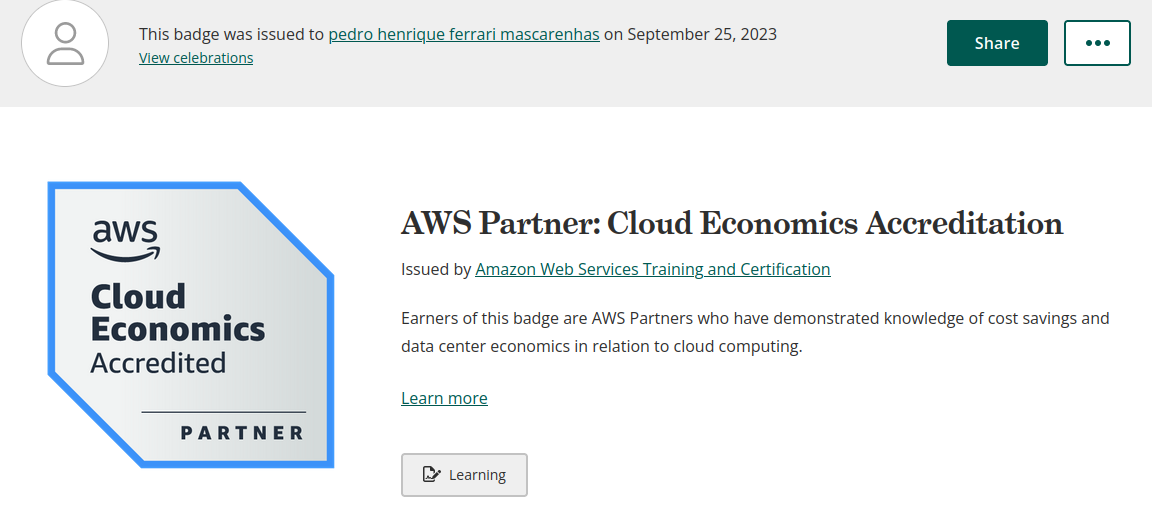 This badge was issued to pedro henrique ferrari mascarenhas on September 25, 2023
View celebrations
Share
aws
Cloud
Economics
Accredited
PARTNER
AWS Partner: Cloud Economics Accreditation
Issued by Amazon Web Services Training and Certification
Earners of this badge are AWS Partners who have demonstrated knowledge of cost savings and
data center economics in relation to cloud computing.
Learn more
Learning